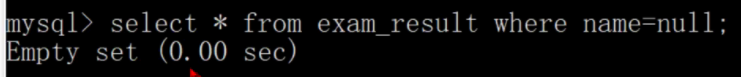 mysql> select * from exam_result where name=null;
Empty set (0.00 sec)